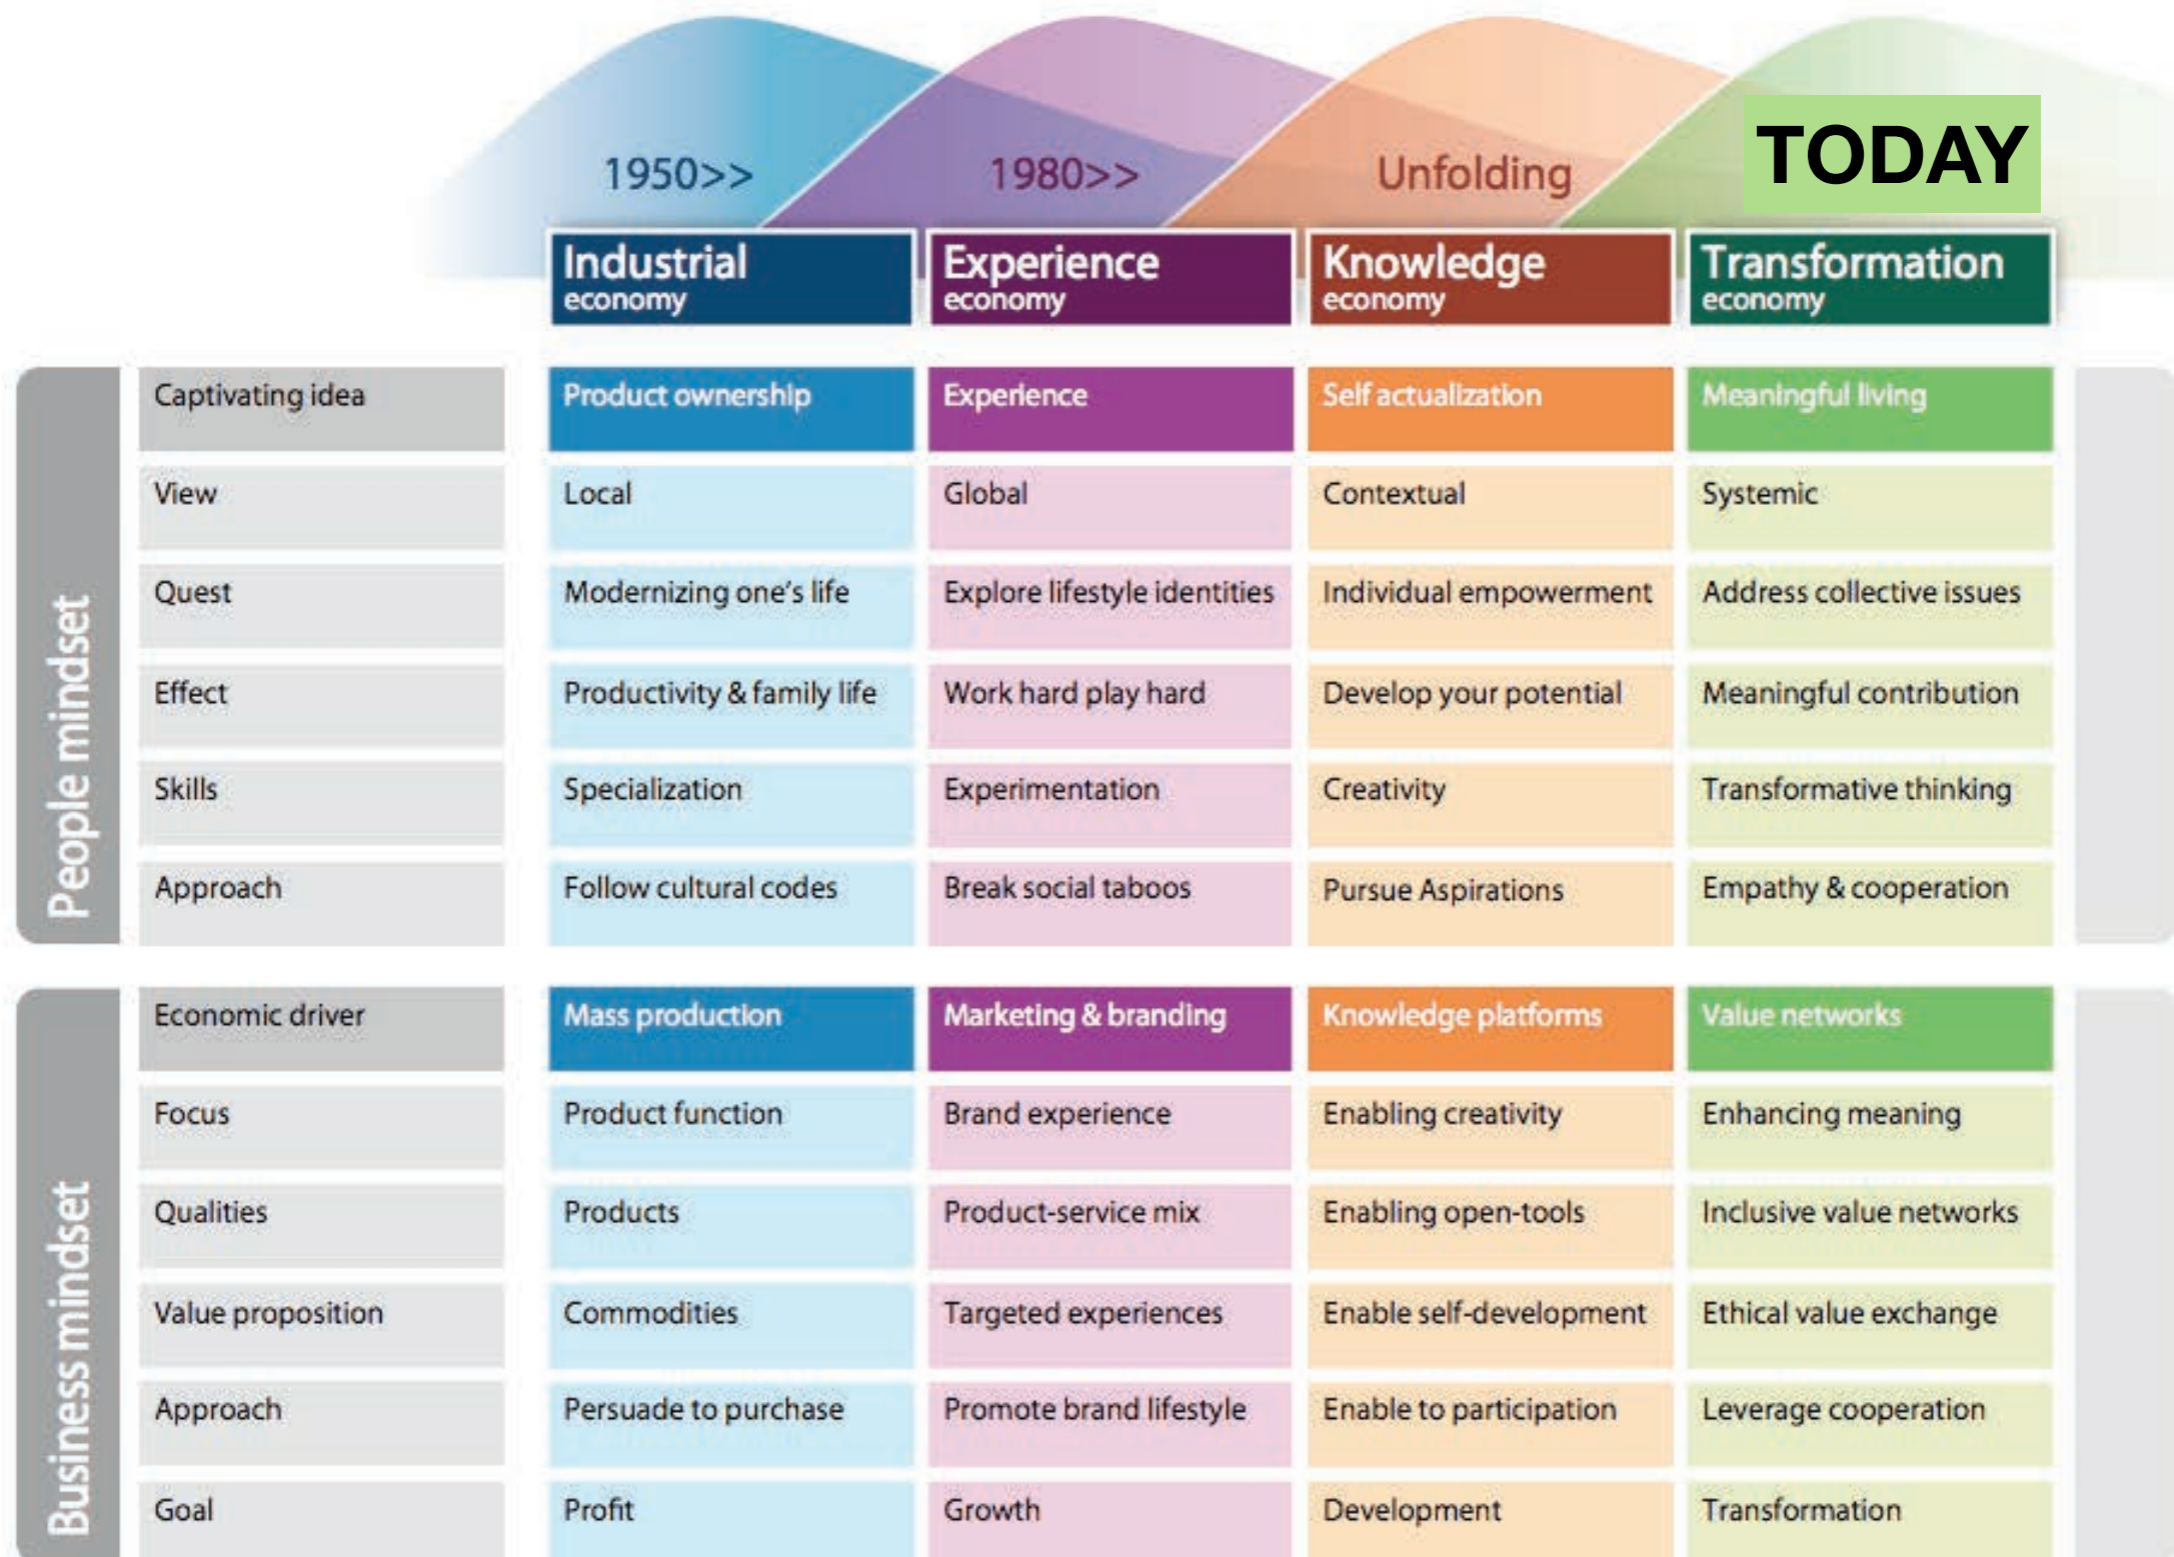 1950>>
1980>>
Unfolding
TODAY
Industrial
economy
Experience
economy
Knowledge
economy
Transformation
economy
People mindset
Captivating idea
Product ownership
Experience
Self actualization
Meaningful living
View
Local
Global
Contextual
Systemic
Quest
Modernizing one's life
Explore lifestyle identities
Individual empowerment
Address collective issues
Effect
Productivity & family life
Work hard play hard
Develop your potential
Meaningful contribution
Skills
Specialization
Experimentation
Creativity
Transformative thinking
Approach
Follow cultural codes
Break social taboos
Pursue Aspirations
Empathy & cooperation
Business mindset
Economic driver
Mass production
Marketing & branding
Knowledge platforms
Value networks
Focus
Product function
Brand experience
Enabling creativity
Enhancing meaning
Qualities
Products
Product-service mix
Enabling open-tools
Inclusive value networks
Value proposition
Commodities
Targeted experiences
Enable self-development
Ethical value exchange
Approach
Persuade to purchase
Promote brand lifestyle
Enable to participation
Leverage cooperation
Goal
Profit
Growth
Development
Transformation